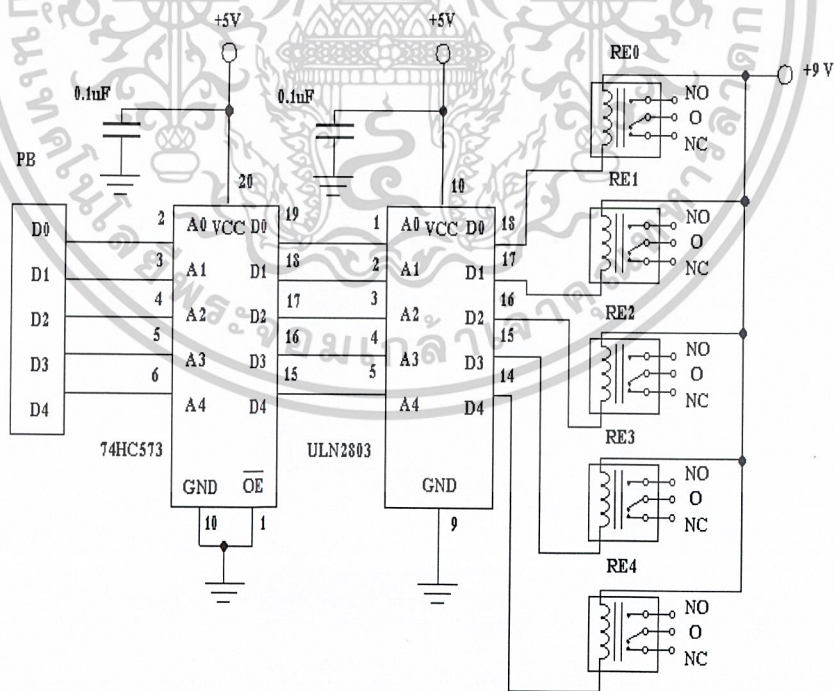 +5V
+5V
RE0
+9 V
0.1uF
0.1uF
NO
O
NC
PB
20
10
RE1
D0
D1
D2
D3
D4
2
3
4
5
6
A0 VCC D0
A1 D1
A2 D2
A3 D3
A4 D4
19
18
17
16
15
1
2
3
4
5
A0 VCC D0
A1 D1
A2 D2
A3 D3
A4 D4
18
17
16
15
14
NO
O
NC
RE2
NO
O
NC
RE3
74HC573
ULN2803
GND
OE
10
1
GND
9
NO
O
NC
RE4
NO
O
NC